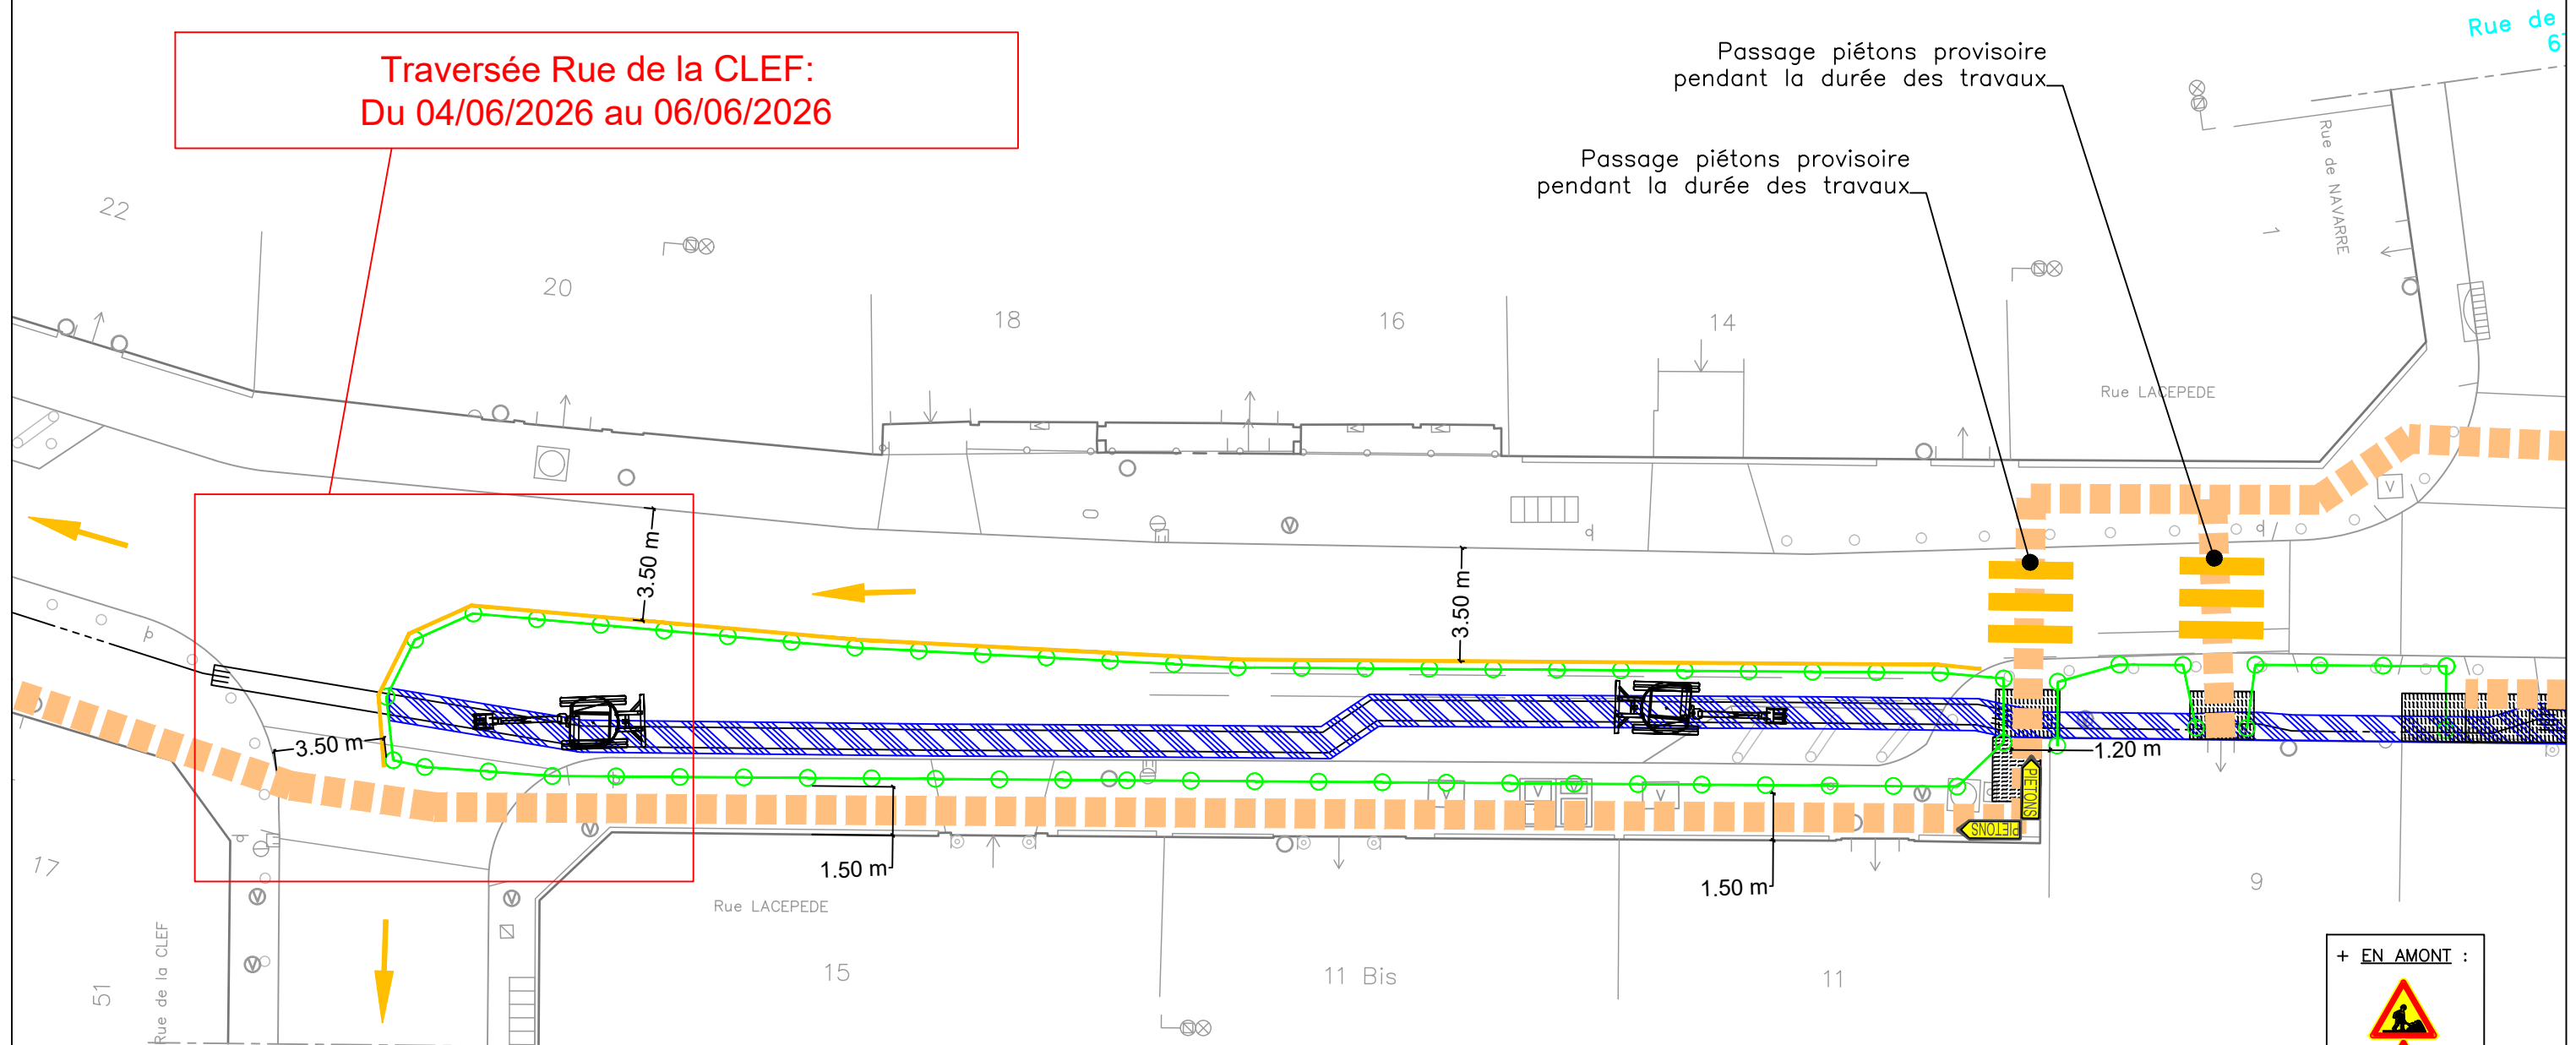 Traversée Rue de la CLEF:
Du 04/06/2026 au 06/06/2026
Passage piétons provisoire
pendant la durée des travaux
Passage piétons provisoire
pendant la durée des travaux
Rue de
22
20
18
16
14
1
Rue de NAVARRE
Rue LACEPEDE
3.50 m
3.50 m
3.50 m
1.20 m
PIETONS
PIETONS
1.50 m
1.50 m
17
Rue LACEPEDE
9
Rue de la CLEF
51
15
11 Bis
11
+ EN AMONT :